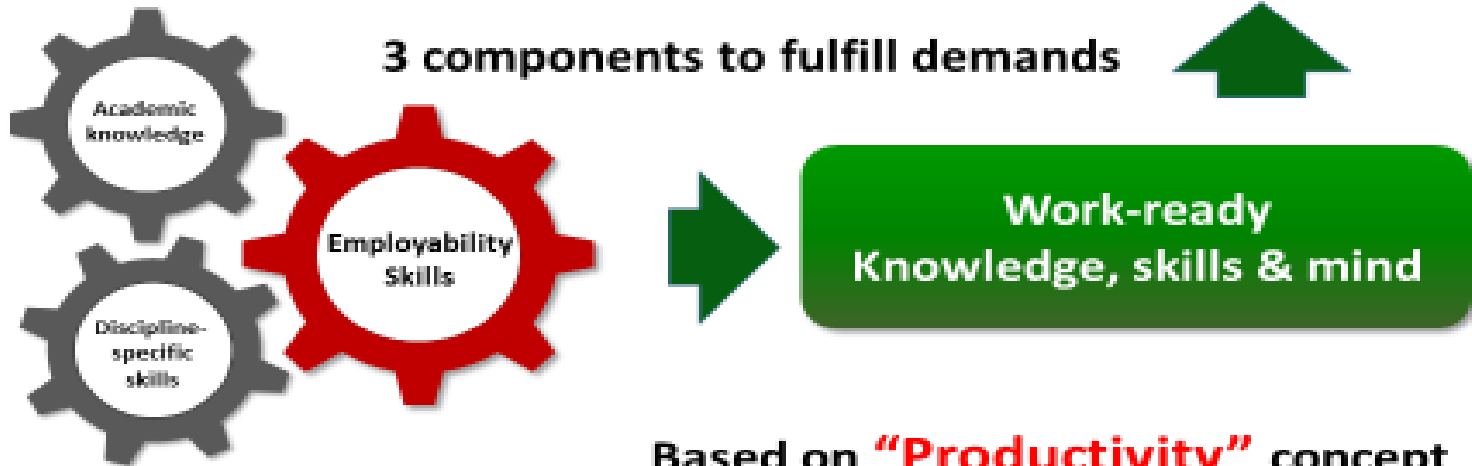 3 components to fulfill demands
Academic
knowledge
Employability
Skills
Discipline-
specific
skills
Work-ready
Knowledge, skills & mind
Based on “Productivity” concept